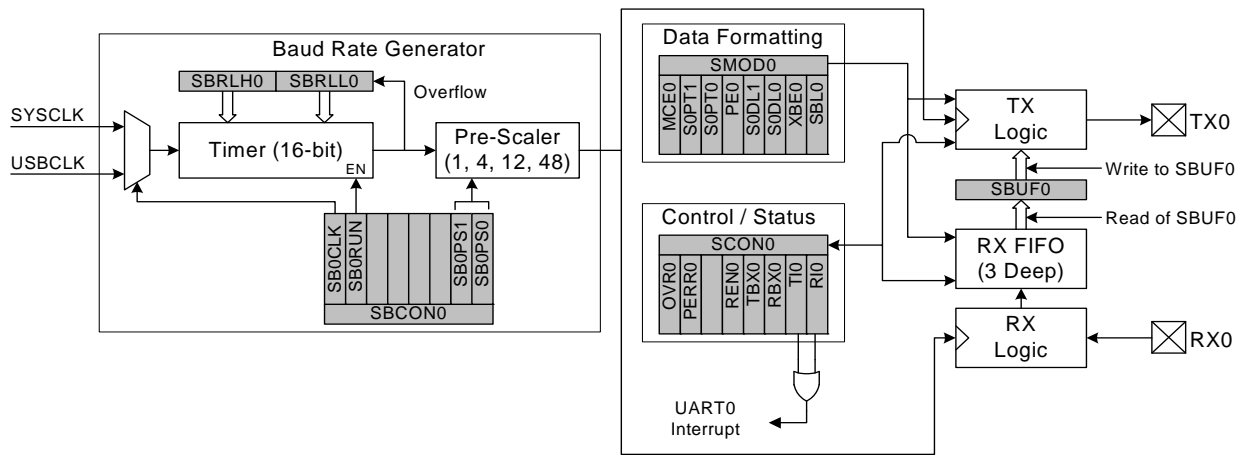 Baud Rate Generator
SBRLH0 SBRLL0
Overflow
SYSCLK
USBCLK
Timer (16-bit)
EN
Pre-Scaler
(1, 4, 12, 48)
SB0CLK
SB0RUN
SB0PS1
SB0PS0
SBCON0
Data Formatting
SMOD0
MCE0
S0PT1
S0PT0
PE0
S0DL1
S0DL0
XBE0
SBL0
Control / Status
SCON0
OVR0
PERR0
REN0
TBX0
RBX0
TI0
RI0
UART0
Interrupt
TX
Logic
TX0
Write to SBUF0
SBUF0
Read of SBUF0
RX FIFO
(3 Deep)
RX
Logic
RX0